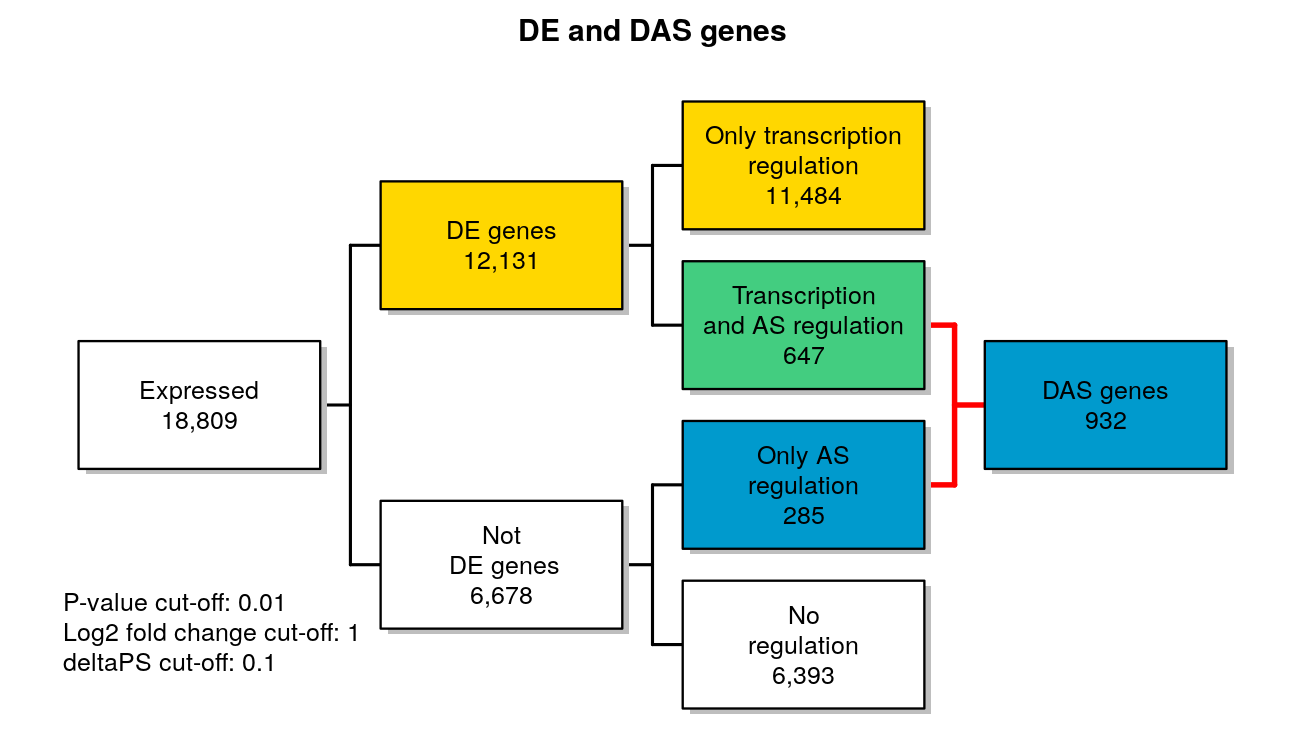 DE and DAS genes
Only transcription
regulation
11,484
DE genes
12,131
Transcription
and AS regulation
647
Expressed
18,809
DAS genes
932
Only AS
regulation
285
Not
DE genes
6,678
No
regulation
6,393
P-value cut-off: 0.01
Log2 fold change cut-off: 1
deltaPS cut-off: 0.1